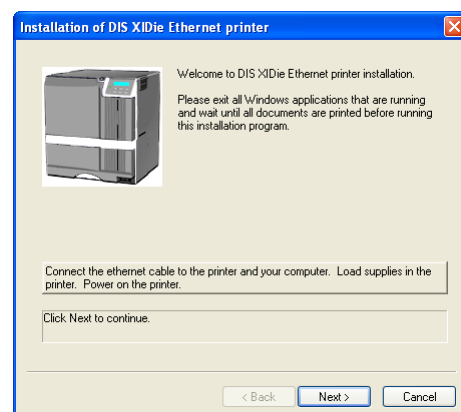 Installation of DIS XIDie Ethernet printer
Welcome to DIS XIDie Ethernet printer installation.
Please exit all Windows applications that are running
and wait until all documents are printed before running
this installation program.
Connect the ethernet cable to the printer and your computer. Load supplies in the
printer. Power on the printer.
Click Next to continue.
< Back
Next >
Cancel